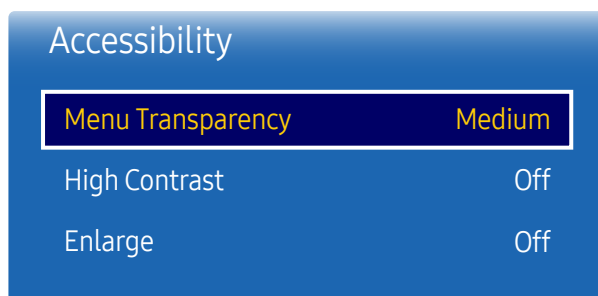 Accessibility
Menu Transparency Medium
High Contrast Off
Enlarge Off